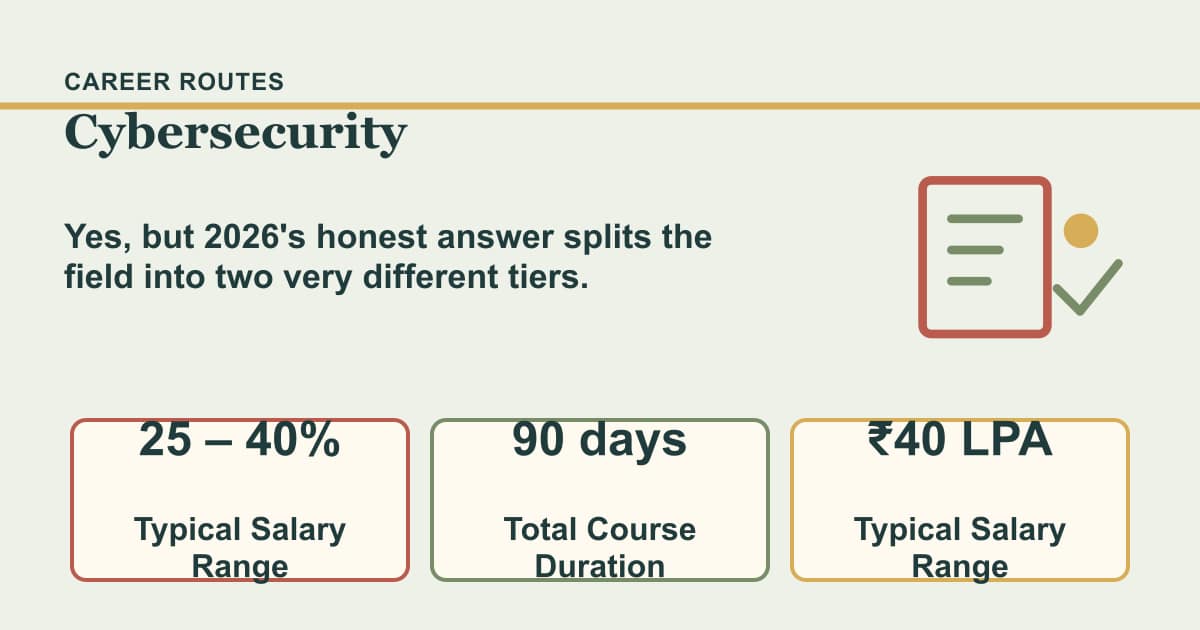 CAREER ROUTES
Cybersecurity
Yes, but 2026's honest answer splits the
field into two very different tiers.
25 – 40%
Typical Salary
Range
90 days
Total Course
Duration
₹40 LPA
Typical Salary
Range